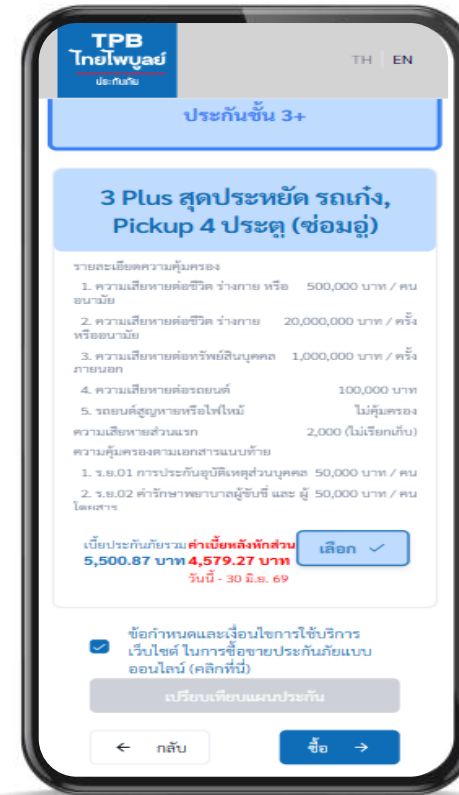 TPB
ไทยไพบูลย์
ประกันภัย
TH EN
ประกันชั้น 3+
3 Plus สุดประหยัด รถเก๋ง,
Pickup 4 ประตู (ซ่อมอู่)
รายละเอียดความคุ้มครอง
1. ความเสียหายต่อชีวิต ร่างกาย หรือ 500,000 บาท / คน
อนามัย
2. ความเสียหายต่อชีวิต ร่างกาย 20,000,000 บาท / ครั้ง
หรืออนามัย
3. ความเสียหายต่อทรัพย์สินบุคคล 1,000,000 บาท / ครั้ง
ภายนอก
4. ความเสียหายต่อรถยนต์ 100,000 บาท
5. รถยนต์สูญหายหรือไฟไหม้ ไม่คุ้มครอง
ความเสียหายส่วนแรก 2,000 (ไม่เรียกเก็บ)
ความคุ้มครองตามเอกสารแนบท้าย
1. ร.ย.01 การประกันอุบัติเหตุส่วนบุคคล 50,000 บาท / คน
2. ร.ย.02 ค่ารักษาพยาบาลผู้ขับขี่ และ ผู้ 50,000 บาท / คน
โดยสาร
เบี้ยประกันภัยรวม ค่าเบี้ยหลังหักส่วน
5,500.87 บาท 4,579.27 บาท
วันนี้ - 30 มิ.ย. 69
เลือก
ข้อกำหนดและเงื่อนไขการใช้บริการ
เว็บไซต์ ในการซื้อขายประกันภัยแบบ
ออนไลน์ (คลิกที่นี่)
เปรียบเทียบแผนประกัน
← กลับ
ซื้อ →